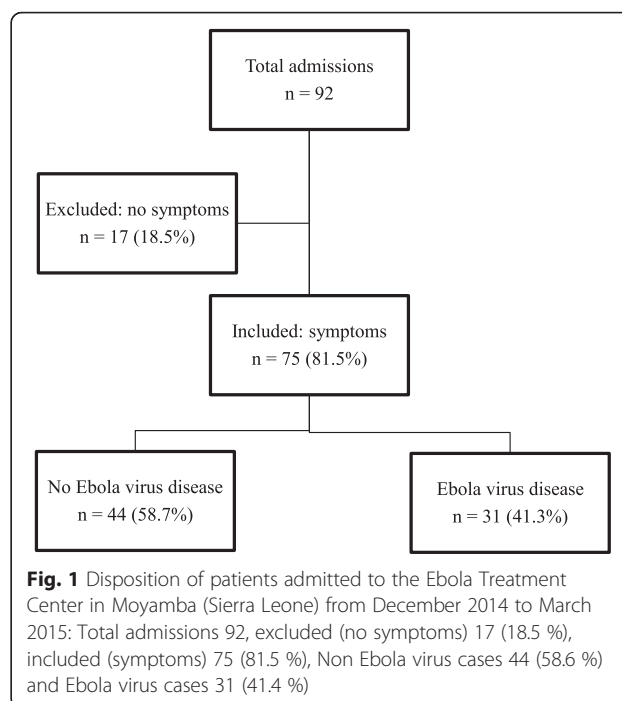 Total admissions
n = 92
Excluded: no symptoms
n = 17 (18.5%)
Included: symptoms
n = 75 (81.5%)
No Ebola virus disease
n = 44 (58.7%)
Ebola virus disease
n = 31 (41.3%)
Fig. 1 Disposition of patients admitted to the Ebola Treatment
Center in Moyamba (Sierra Leone) from December 2014 to March
2015: Total admissions 92, excluded (no symptoms) 17 (18.5 %),
included (symptoms) 75 (81.5 %), Non Ebola virus cases 44 (58.6 %)
and Ebola virus cases 31 (41.4 %)